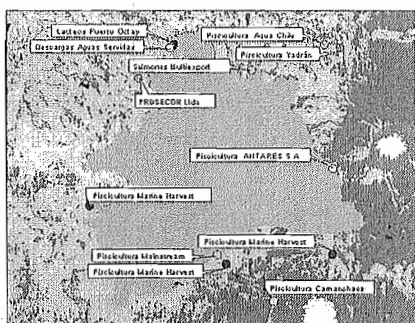 Lacteos Puerto Octay
Piscicultura Agua Chile
Descargas Aguas Servidas
Piscicultura Yadrán
Salmones Multiexport
PROSECOR Ltda
Piscicultura ANTARES S A
Piscicultura Marine Harvest
Piscicultura Marine Harvest
Piscicultura Mainstream
Piscicultura Marine Harvest
Piscicultura Camanchaca